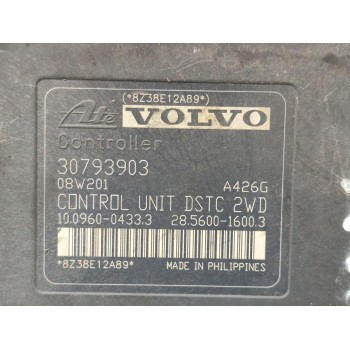 (*8Z38E12A89*)
Ate VOLVO
Controller
30793903
08W201 A426G
CONTROL UNIT DSTC 2WD
10.0960-0433.3 28.5600-1600.3
*8Z38E12A89* MADE IN PHILIPPINES